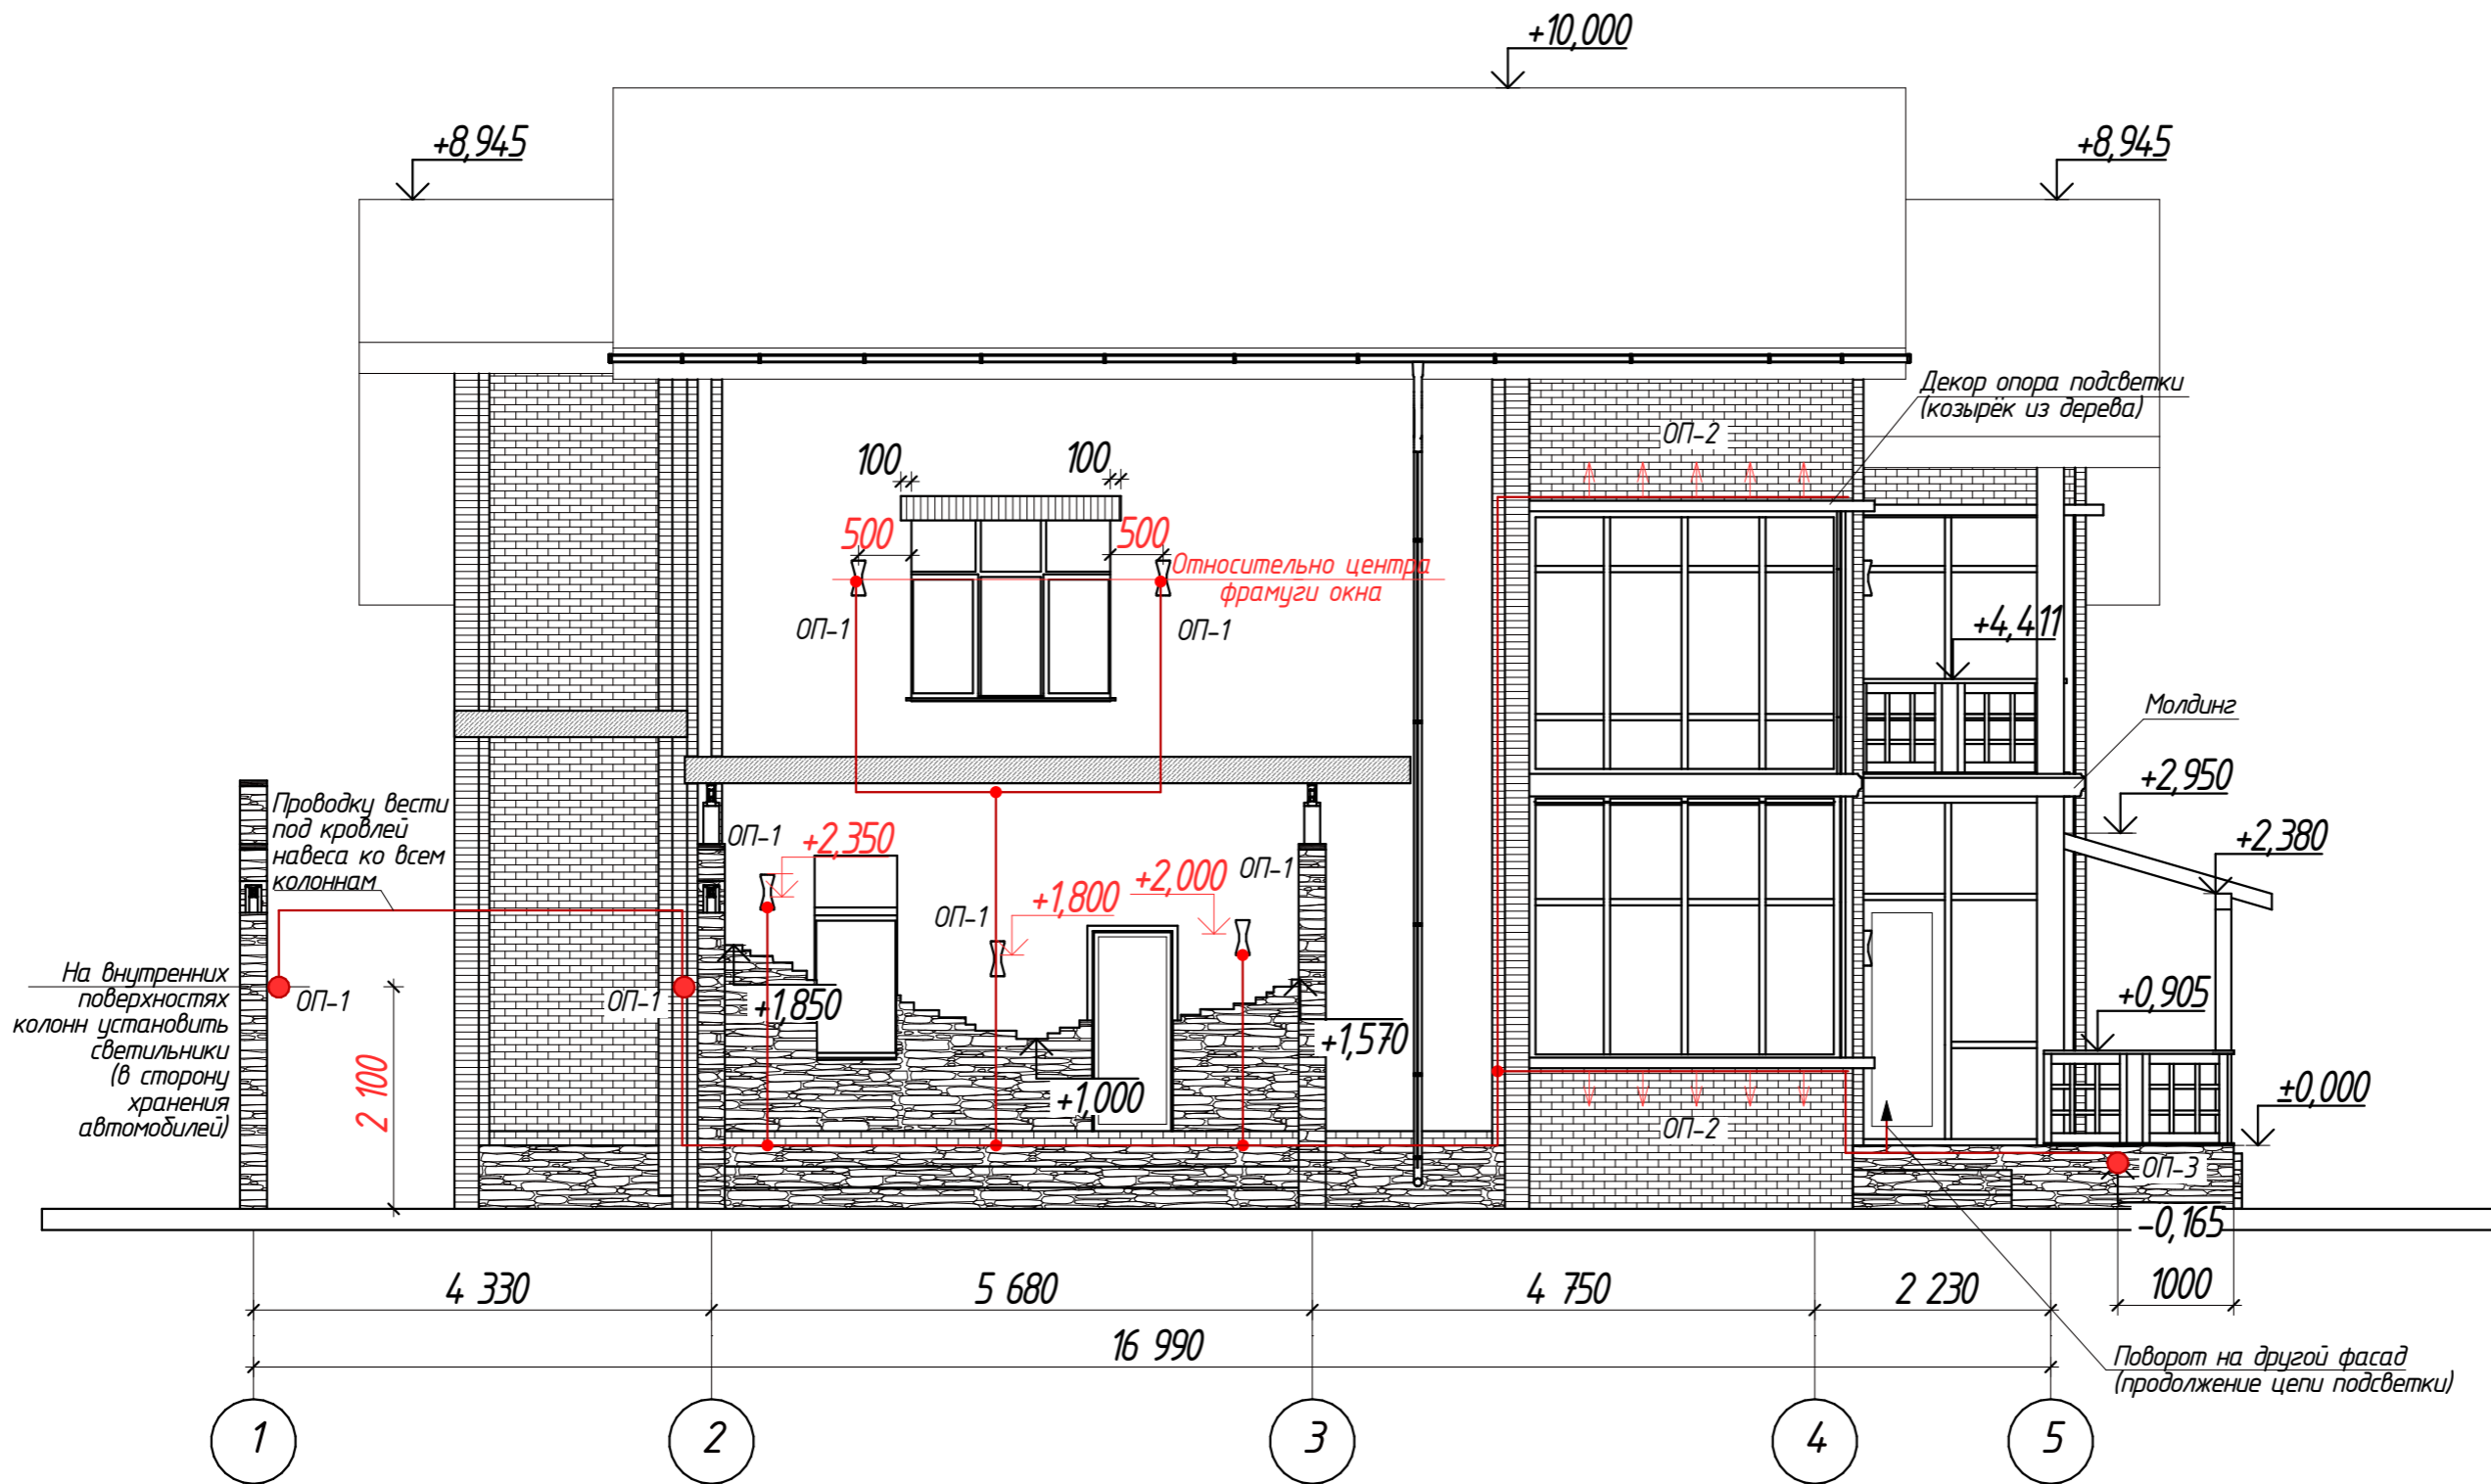 +10,000
+8,945
+8,945
Декор опора подсветки
(козырёк из дерева)
ОП-2
100
100
500
500
Относительно центра
фрамуги окна
ОП-1
ОП-1
+4,411
Молдинг
+2,950
+2,380
Проводку вести
под кровлей
навеса ко всем
колоннам
ОП-1
+2,350
ОП-1
+2,000
+1,800
ОП-1
На внутренних
поверхностях
колонн установить
светильники
(в сторону
хранения
автомобилей)
ОП-1
ОП-1
+1,850
+1,570
+0,905
2 100
+1,000
±0,000
ОП-2
ОП-3
-0,165
4 330
5 680
4 750
2 230
1000
16 990
Поворот на другой фасад
(продолжение цепи подсветки)
1
2
3
4
5